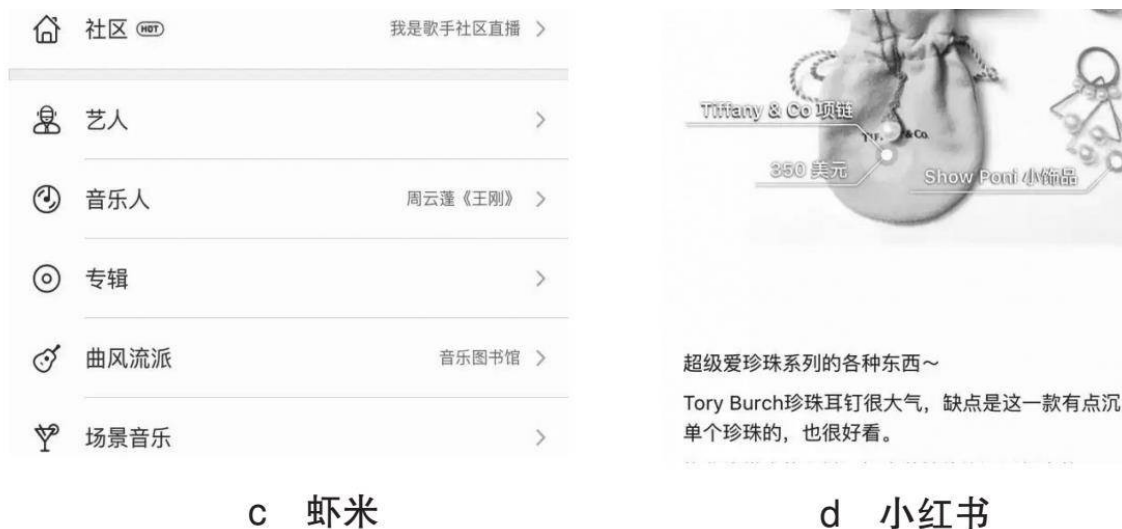 社区 HOT 我是歌手社区直播
艺人
音乐人 周云蓬《王刚》
专辑
曲风流派 音乐图书馆
场景音乐
c 虾米
Tiffany & Co 项链
TIF. & Co.
350 美元
Show Poni 小饰品
超级爱珍珠系列的各种东西～
Tory Burch珍珠耳钉很大气，缺点是这一款有点沉
单个珍珠的，也很好看。
d 小红书